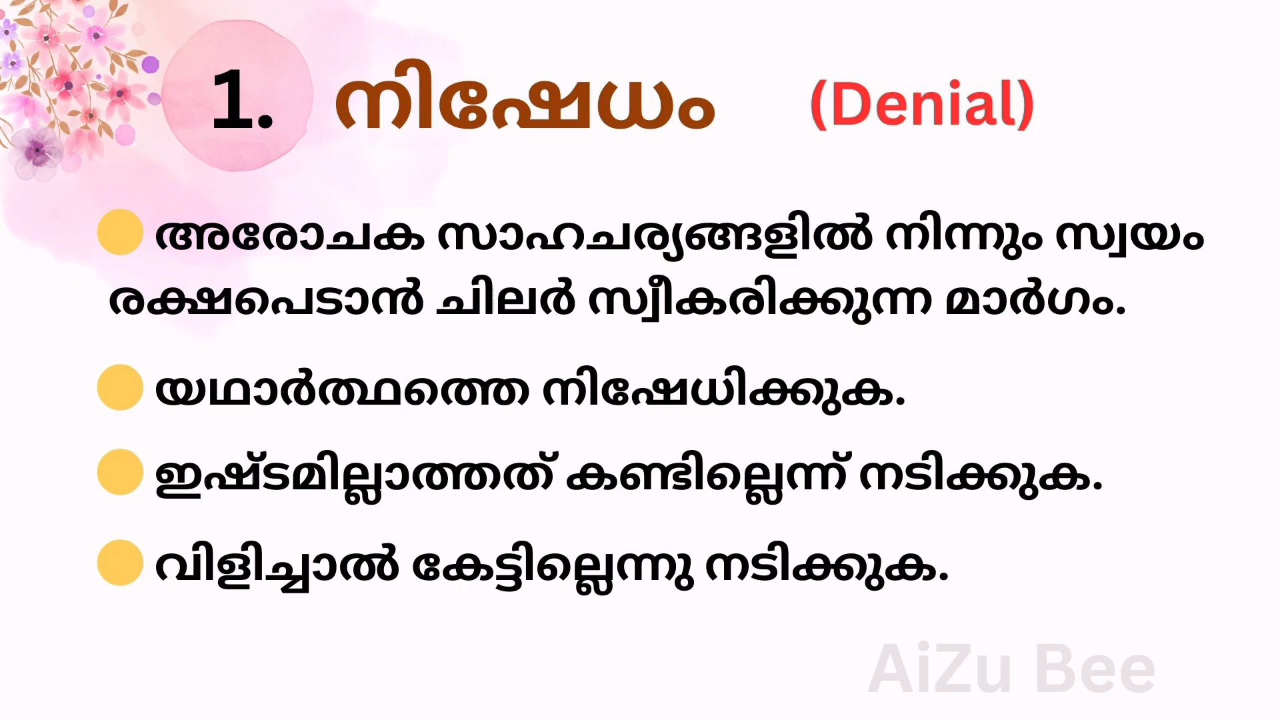 1. നിഷേധം (Denial)
അരോചക സാഹചര്യങ്ങളിൽ നിന്നും സ്വയം
രക്ഷപെടാൻ ചിലർ സ്വീകരിക്കുന്ന മാർഗം.
യഥാർത്ഥത്തെ നിഷേധിക്കുക.
ഇഷ്ടമില്ലാത്തത് കണ്ടില്ലെന്ന് നടിക്കുക.
വിളിച്ചാൽ കേട്ടില്ലെന്നു നടിക്കുക.
AiZu Bee